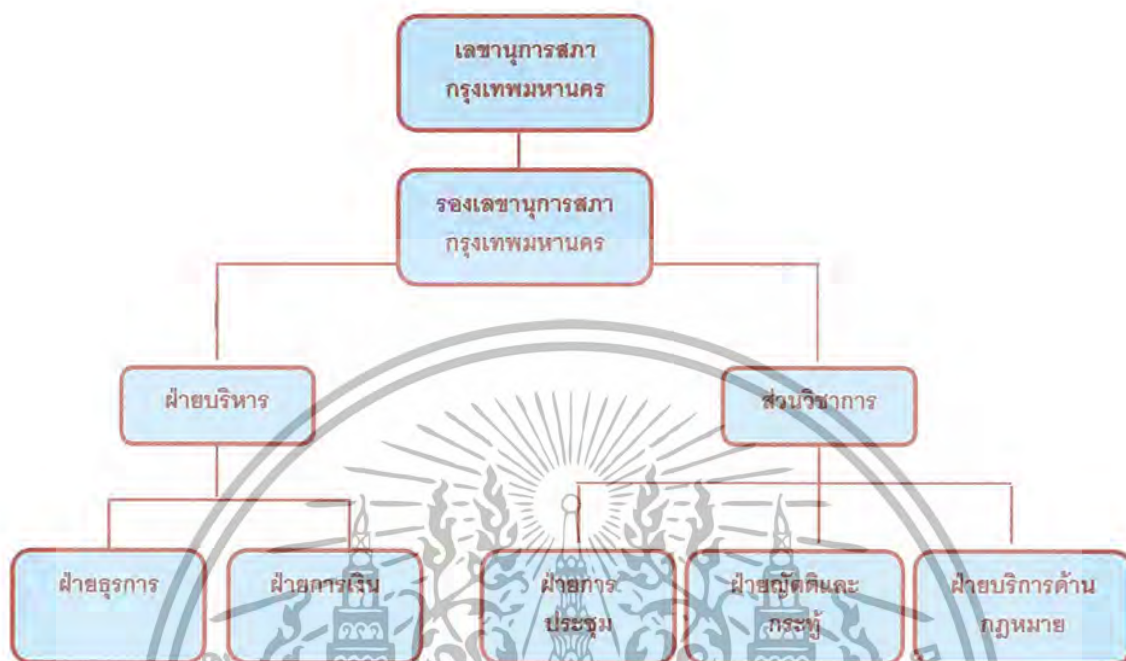 เลขานุการสภา
กรุงเทพมหานคร
รองเลขานุการสภา
กรุงเทพมหานคร
ฝ่ายบริหาร
ส่วนวิชาการ
ฝ่ายธุรการ
ฝ่ายการเงิน
ฝ่ายการ
ประชุม
ฝ่ายญัตติและ
กระทู้
ฝ่ายบริการด้าน
กฎหมาย